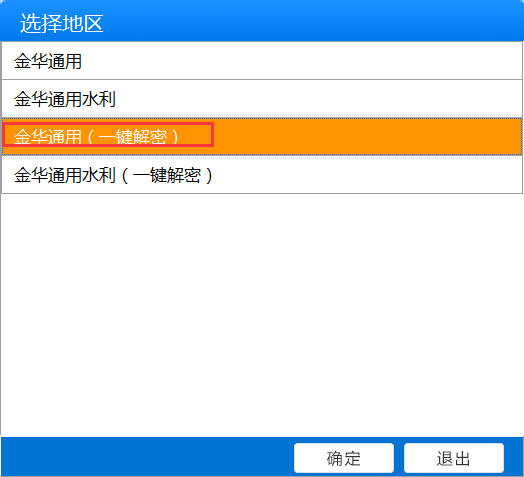 选择地区
金华通用
金华通用水利
金华通用（一键解密）
金华通用水利（一键解密）
确定 退出